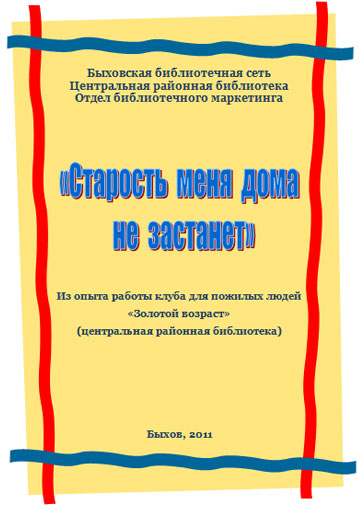 Быховская библиотечная сеть
Центральная районная библиотека
Отдел библиотечного маркетинга
«Старость меня дома
не застанет»
Из опыта работы клуба для пожилых людей
«Золотой возраст»
(центральная районная библиотека)
Быхов, 2011